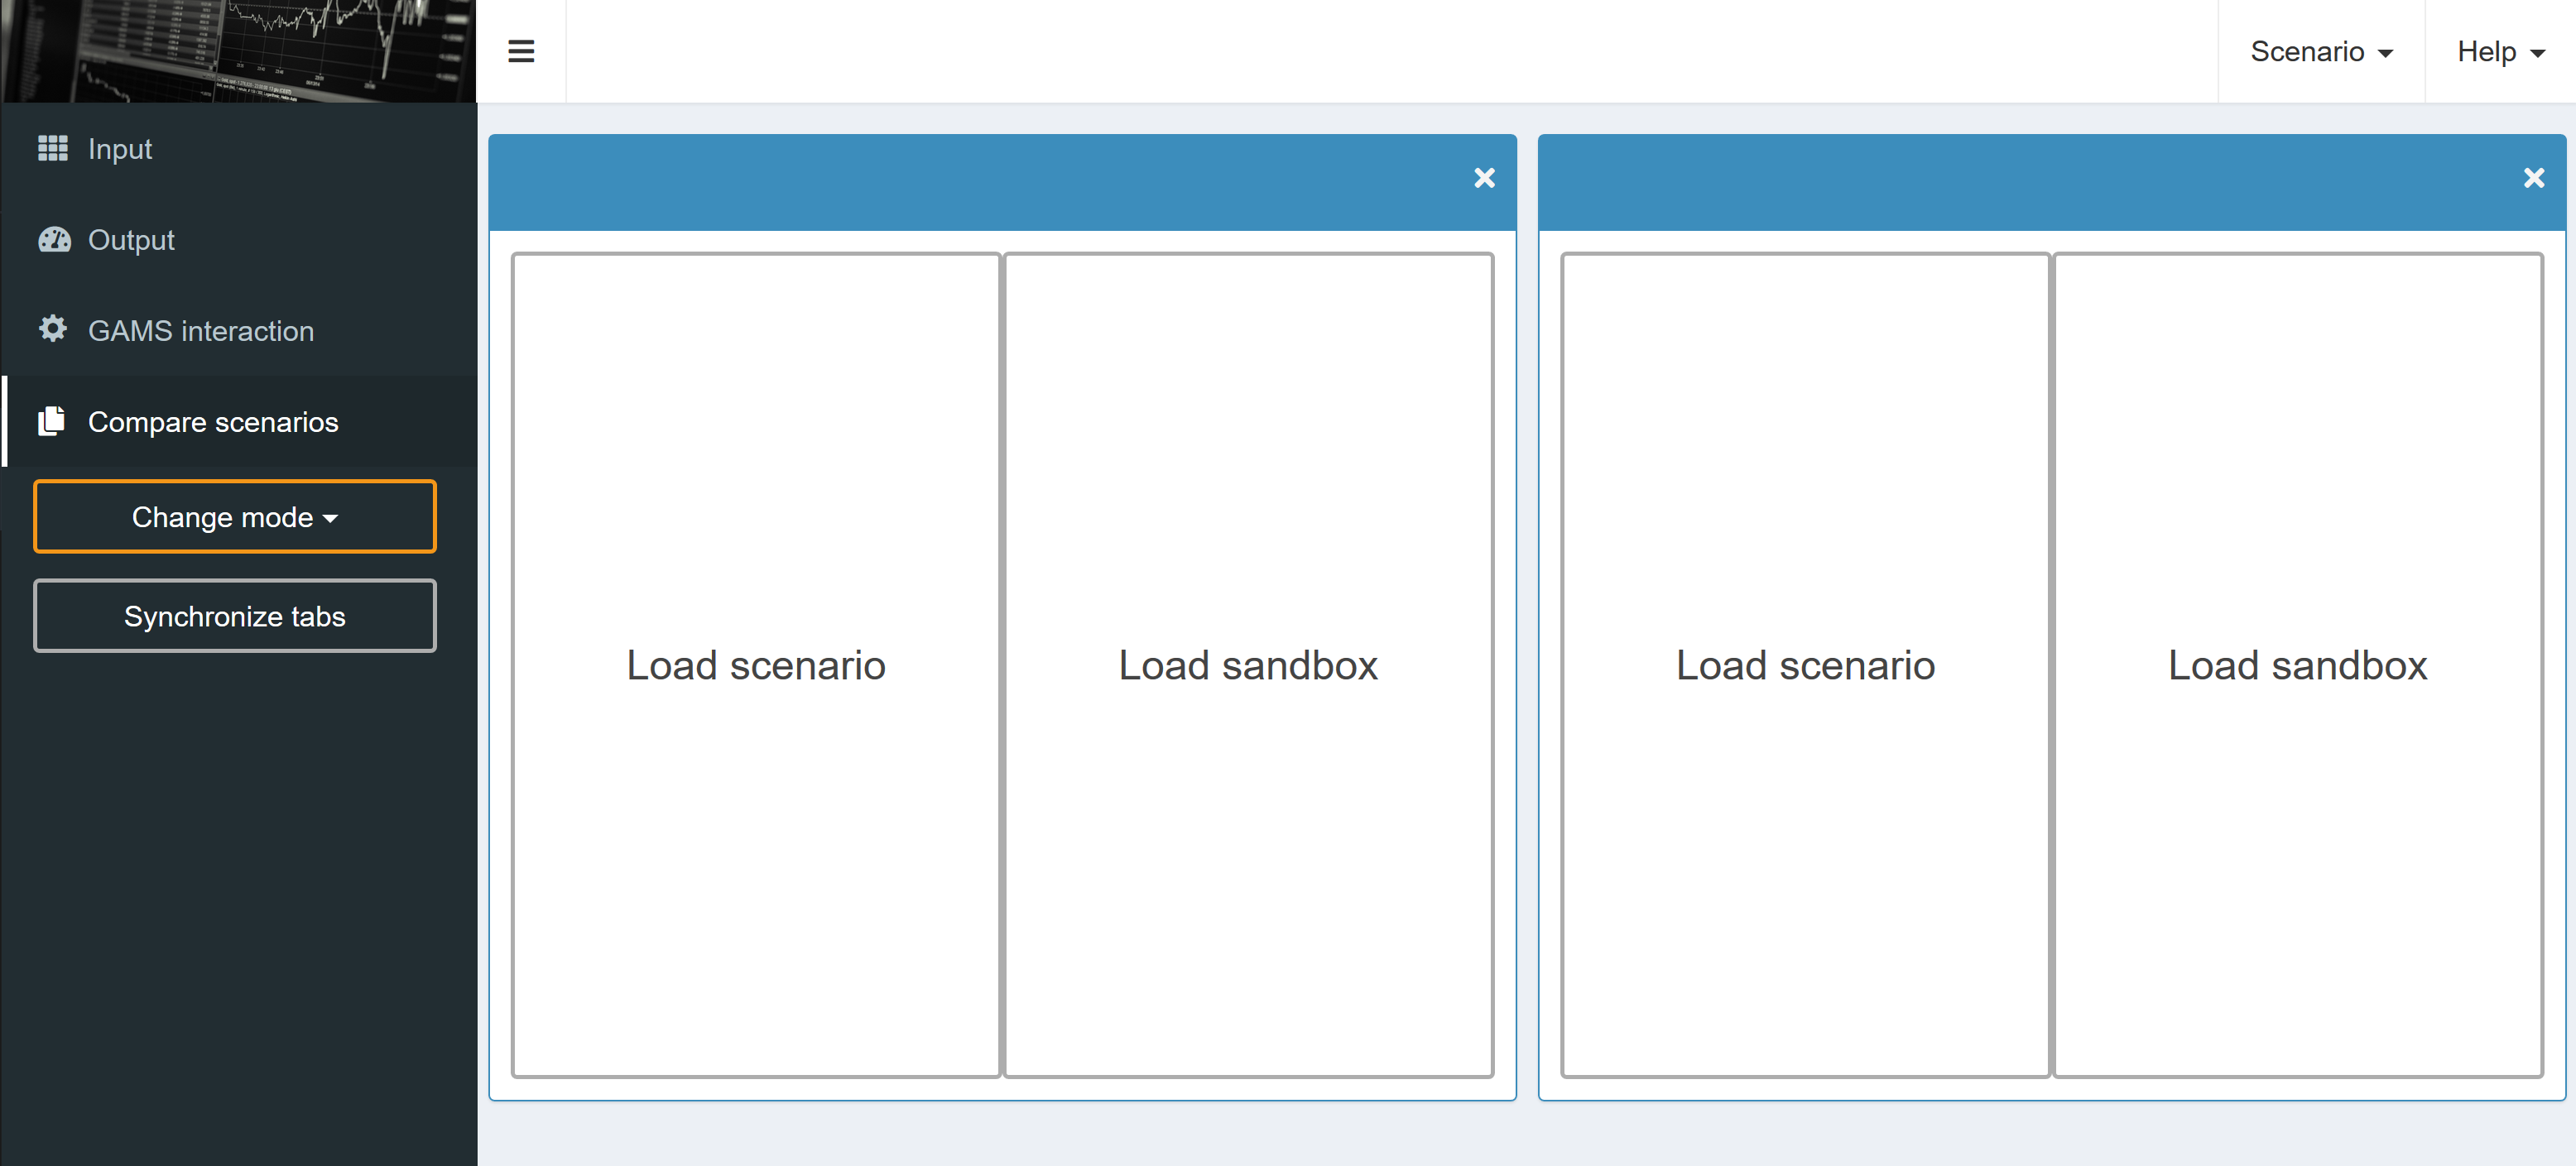 Scenario
Help
Input
Output
GAMS interaction
Compare scenarios
Change mode
Synchronize tabs
Load scenario
Load sandbox
Load scenario
Load sandbox